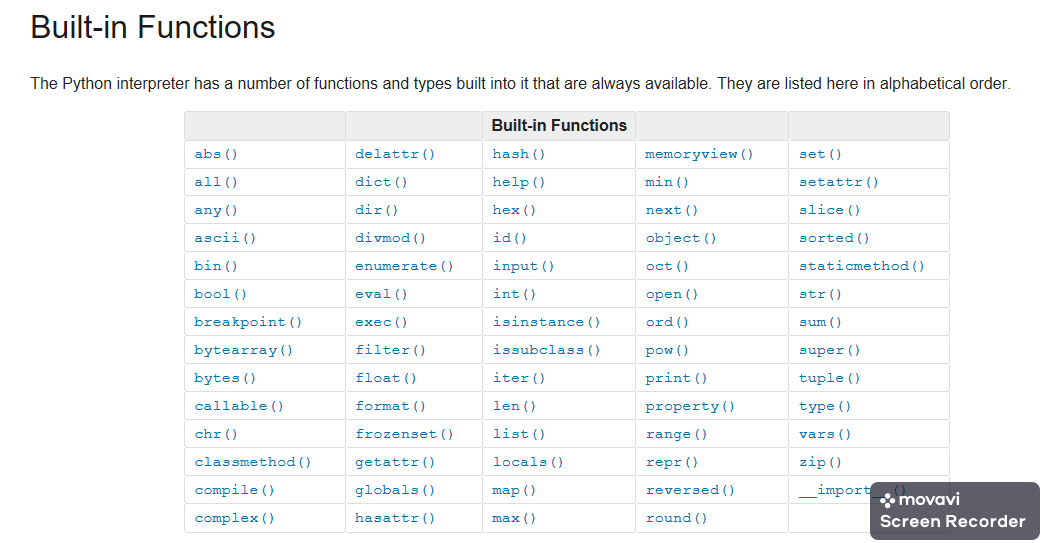 Built-in Functions
The Python interpreter has a number of functions and types built into it that are always available. They are listed here in alphabetical order.
Built-in Functions
abs() delattr() hash() memoryview() set()
all() dict() help() min() setattr()
any() dir() hex() next() slice()
ascii() divmod() id() object() sorted()
bin() enumerate() input() oct() staticmethod()
bool() eval() int() open() str()
breakpoint() exec() isinstance() ord() sum()
bytearray() filter() issubclass() pow() super()
bytes() float() iter() print() tuple()
callable() format() len() property() type()
chr() frozenset() list() range() vars()
classmethod() getattr() locals() repr() zip()
compile() globals() map() reversed() __import__()
complex() hasattr() max() round()
movavi
Screen Recorder